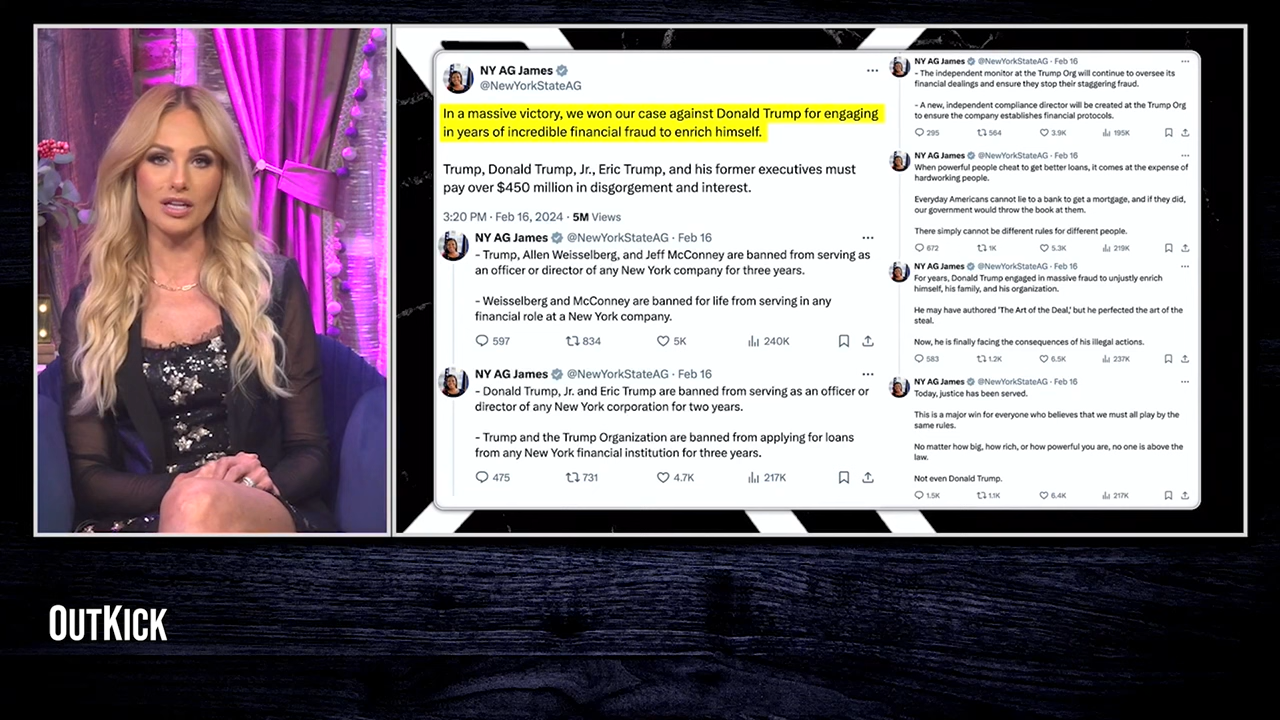 NY AG James
@NewYorkStateAG
In a massive victory, we won our case against Donald Trump for engaging
in years of incredible financial fraud to enrich himself.
Trump, Donald Trump, Jr., Eric Trump, and his former executives must
pay over $450 million in disgorgement and interest.
3:20 PM · Feb 16, 2024 · 5M Views
NY AG James @NewYorkStateAG · Feb 16
- Trump, Allen Weisselberg, and Jeff McConney are banned from serving as
an officer or director of any New York company for three years.
- Weisselberg and McConney are banned for life from serving in any
financial role at a New York company.
597 834 5K 240K
NY AG James @NewYorkStateAG · Feb 16
- Donald Trump, Jr. and Eric Trump are banned from serving as an officer or
director of any New York corporation for two years.
- Trump and the Trump Organization are banned from applying for loans
from any New York financial institution for three years.
475 731 4.7K 217K
NY AG James @NewYorkStateAG · Feb 16
- The independent monitor at the Trump Org will continue to oversee its
financial dealings and ensure they stop their staggering fraud.
- A new, independent compliance director will be created at the Trump Org
to ensure the company establishes financial protocols.
295 564 3.9K 195K
NY AG James @NewYorkStateAG · Feb 16
When powerful people cheat to get better loans, it comes at the expense of
hardworking people.
Everyday Americans cannot lie to a bank to get a mortgage, and if they did,
our government would throw the book at them.
There simply cannot be different rules for different people.
672 1K 5.3K 219K
NY AG James @NewYorkStateAG · Feb 16
For years, Donald Trump engaged in massive fraud to unjustly enrich
himself, his family, and his organization.
He may have authored 'The Art of the Deal,' but he perfected the art of the
steal.
Now, he is finally facing the consequences of his illegal actions.
583 1.2K 6.5K 237K
NY AG James @NewYorkStateAG · Feb 16
Today, justice has been served.
This is a major win for everyone who believes that we must all play by the
same rules.
No matter how big, how rich, or how powerful you are, no one is above the
law.
Not even Donald Trump.
1.5K 1.1K 6.4K 217K
OUTKICK